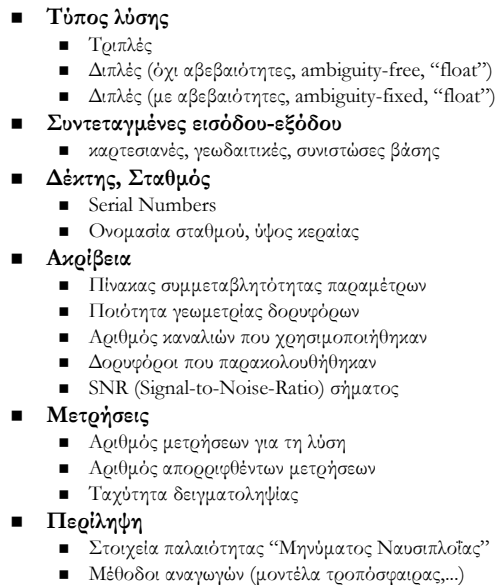 ▪ Τύπος λύσης
▪ Τριπλές
▪ Διπλές (όχι αβεβαιότητες, ambiguity-free, “float”)
▪ Διπλές (με αβεβαιότητες, ambiguity-fixed, “float”)
▪ Συντεταγμένες εισόδου-εξόδου
▪ καρτεσιανές, γεωδαιτικές, συνιστώσες βάσης
▪ Δέκτης, Σταθμός
▪ Serial Numbers
▪ Ονομασία σταθμού, ύψος κεραίας
▪ Ακρίβεια
▪ Πίνακας συμμεταβλητότητας παραμέτρων
▪ Ποιότητα γεωμετρίας δορυφόρων
▪ Αριθμός καναλιών που χρησιμοποιήθηκαν
▪ Δορυφόροι που παρακολουθήθηκαν
▪ SNR (Signal-to-Noise-Ratio) σήματος
▪ Μετρήσεις
▪ Αριθμός μετρήσεων για τη λύση
▪ Αριθμός απορριφθέντων μετρήσεων
▪ Ταχύτητα δειγματοληψίας
▪ Περίληψη
▪ Στοιχεία παλαιότητας “Μηνύματος Ναυσιπλοΐας”
▪ Μέθοδοι αναγωγών (μοντέλα τροπόσφαιρας,...)